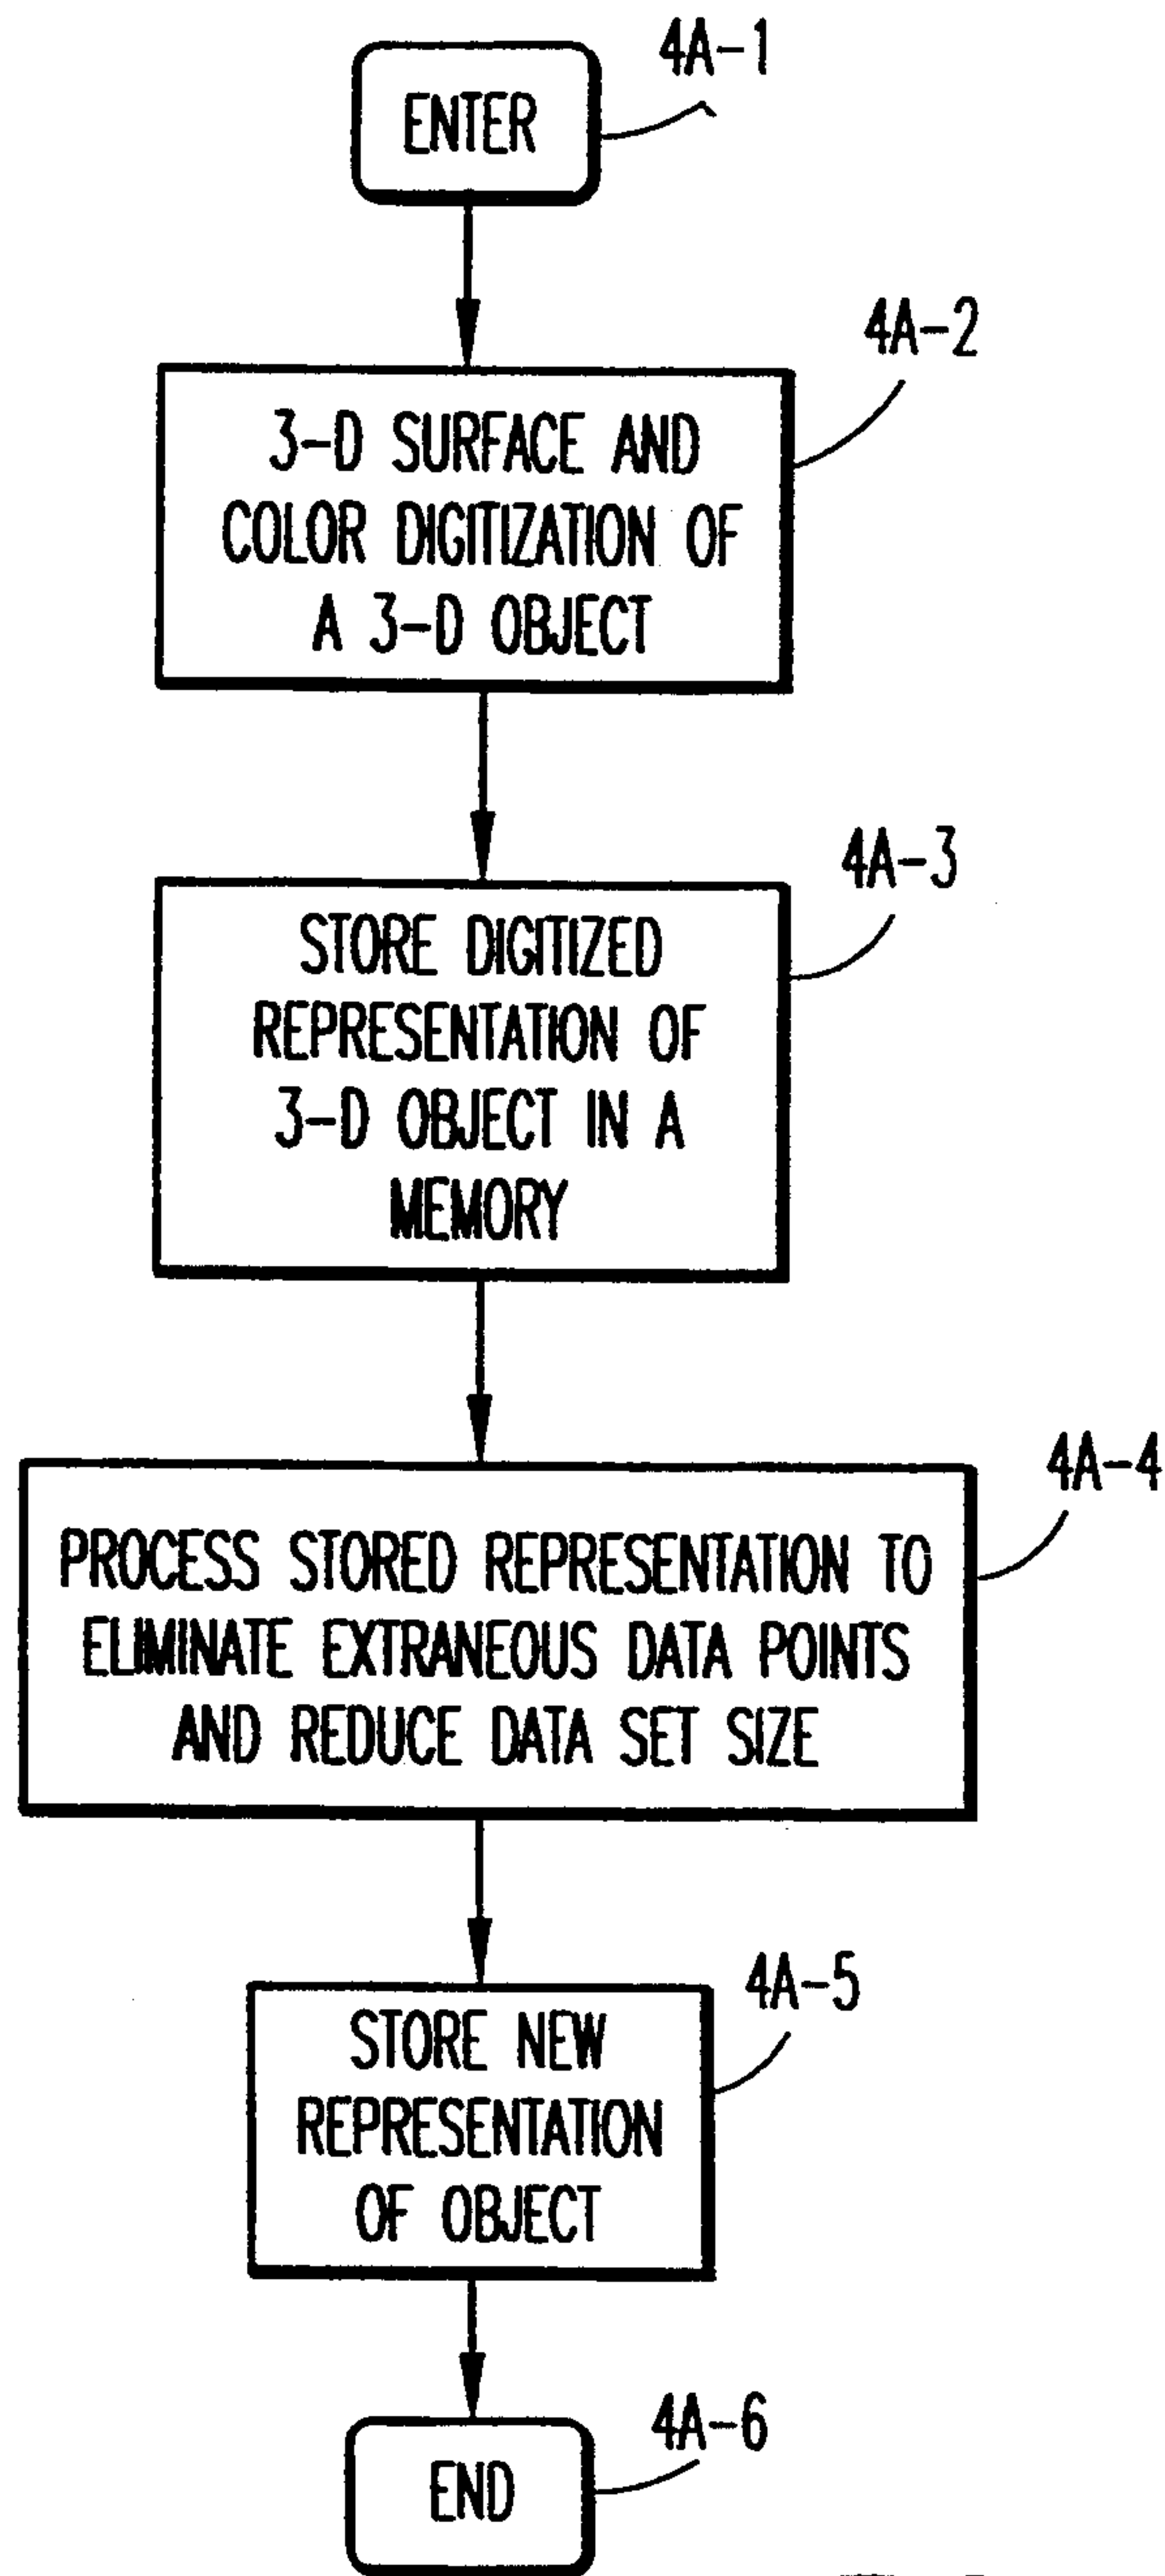 4A-1
ENTER
4A-2
3-D SURFACE AND
COLOR DIGITIZATION OF
A 3-D OBJECT
4A-3
STORE DIGITIZED
REPRESENTATION OF
3-D OBJECT IN A
MEMORY
4A-4
PROCESS STORED REPRESENTATION TO
ELIMINATE EXTRANEOUS DATA POINTS
AND REDUCE DATA SET SIZE
4A-5
STORE NEW
REPRESENTATION
OF OBJECT
4A-6
END